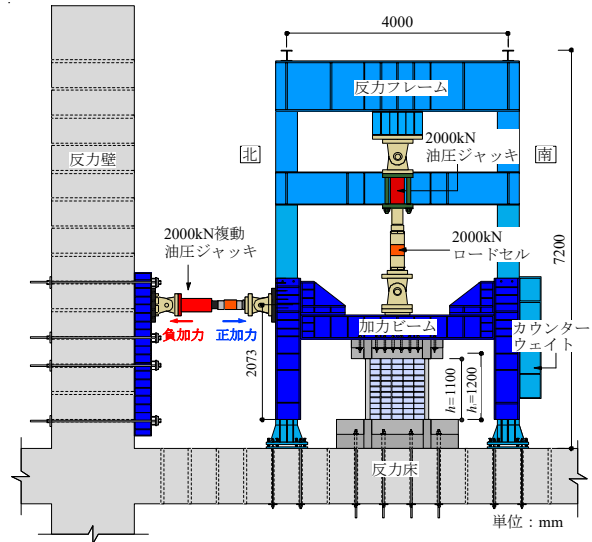 4000
反力フレーム
2000kN
油圧ジャッキ
反力壁
北
南
2000kN複動
油圧ジャッキ
2000kN
ロードセル
7200
負加力
正加力
加力ビーム
カウンター
ウェイト
2073
h=1100
反力床
単位：mm